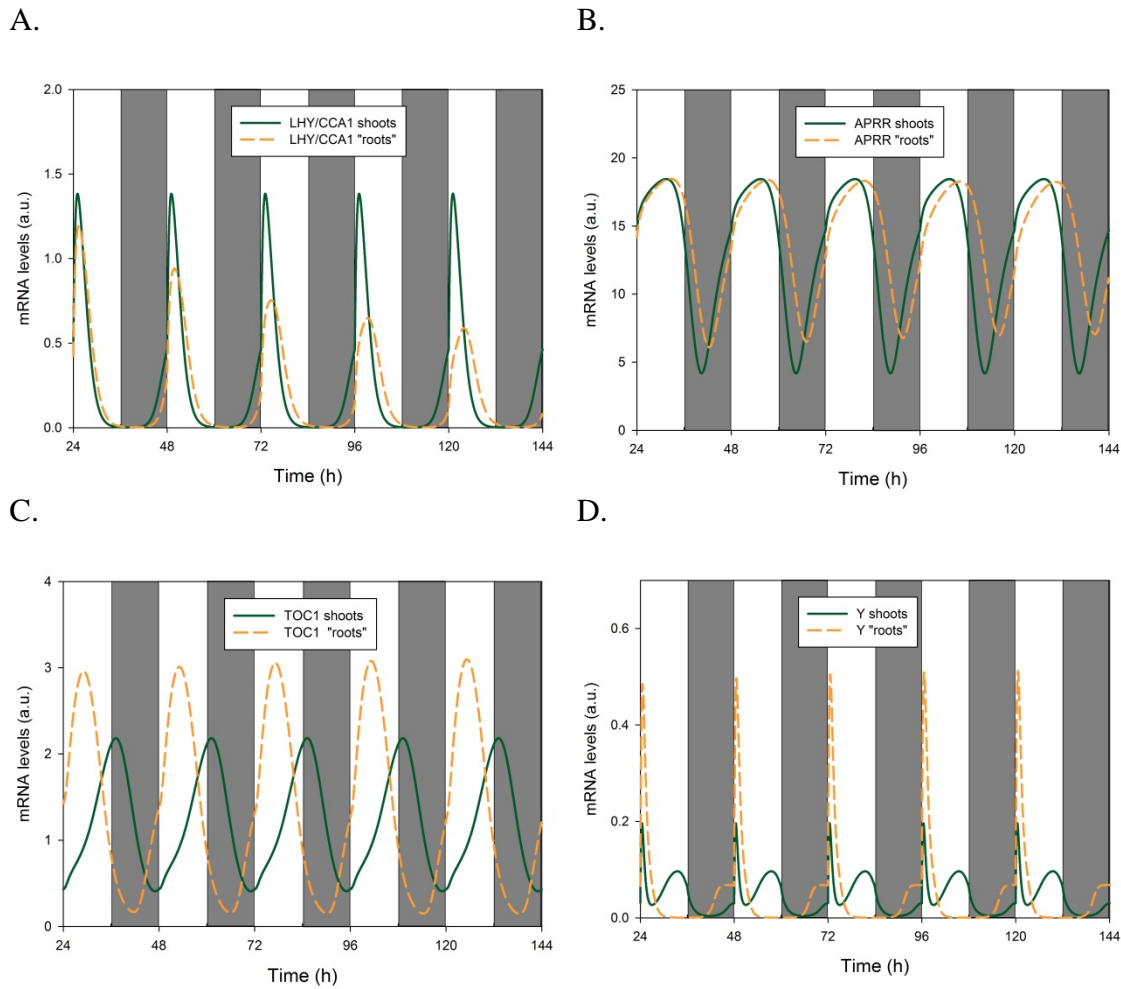 A.
B.
2.0
1.5
1.0
0.5
0.0
mRNA levels (a.u.)
LHY/CCA1 shoots
LHY/CCA1 "roots"
24 48 72 96 120 144
Time (h)
25
20
15
10
5
0
mRNA levels (a.u.)
APRR shoots
APRR "roots"
24 48 72 96 120 144
Time (h)
C.
D.
4
3
2
1
0
mRNA levels (a.u.)
TOC1 shoots
TOC1 "roots"
24 48 72 96 120 144
Time (h)
0.6
0.4
0.2
0.0
mRNA levels (a.u.)
Y shoots
Y "roots"
24 48 72 96 120 144
Time (h)